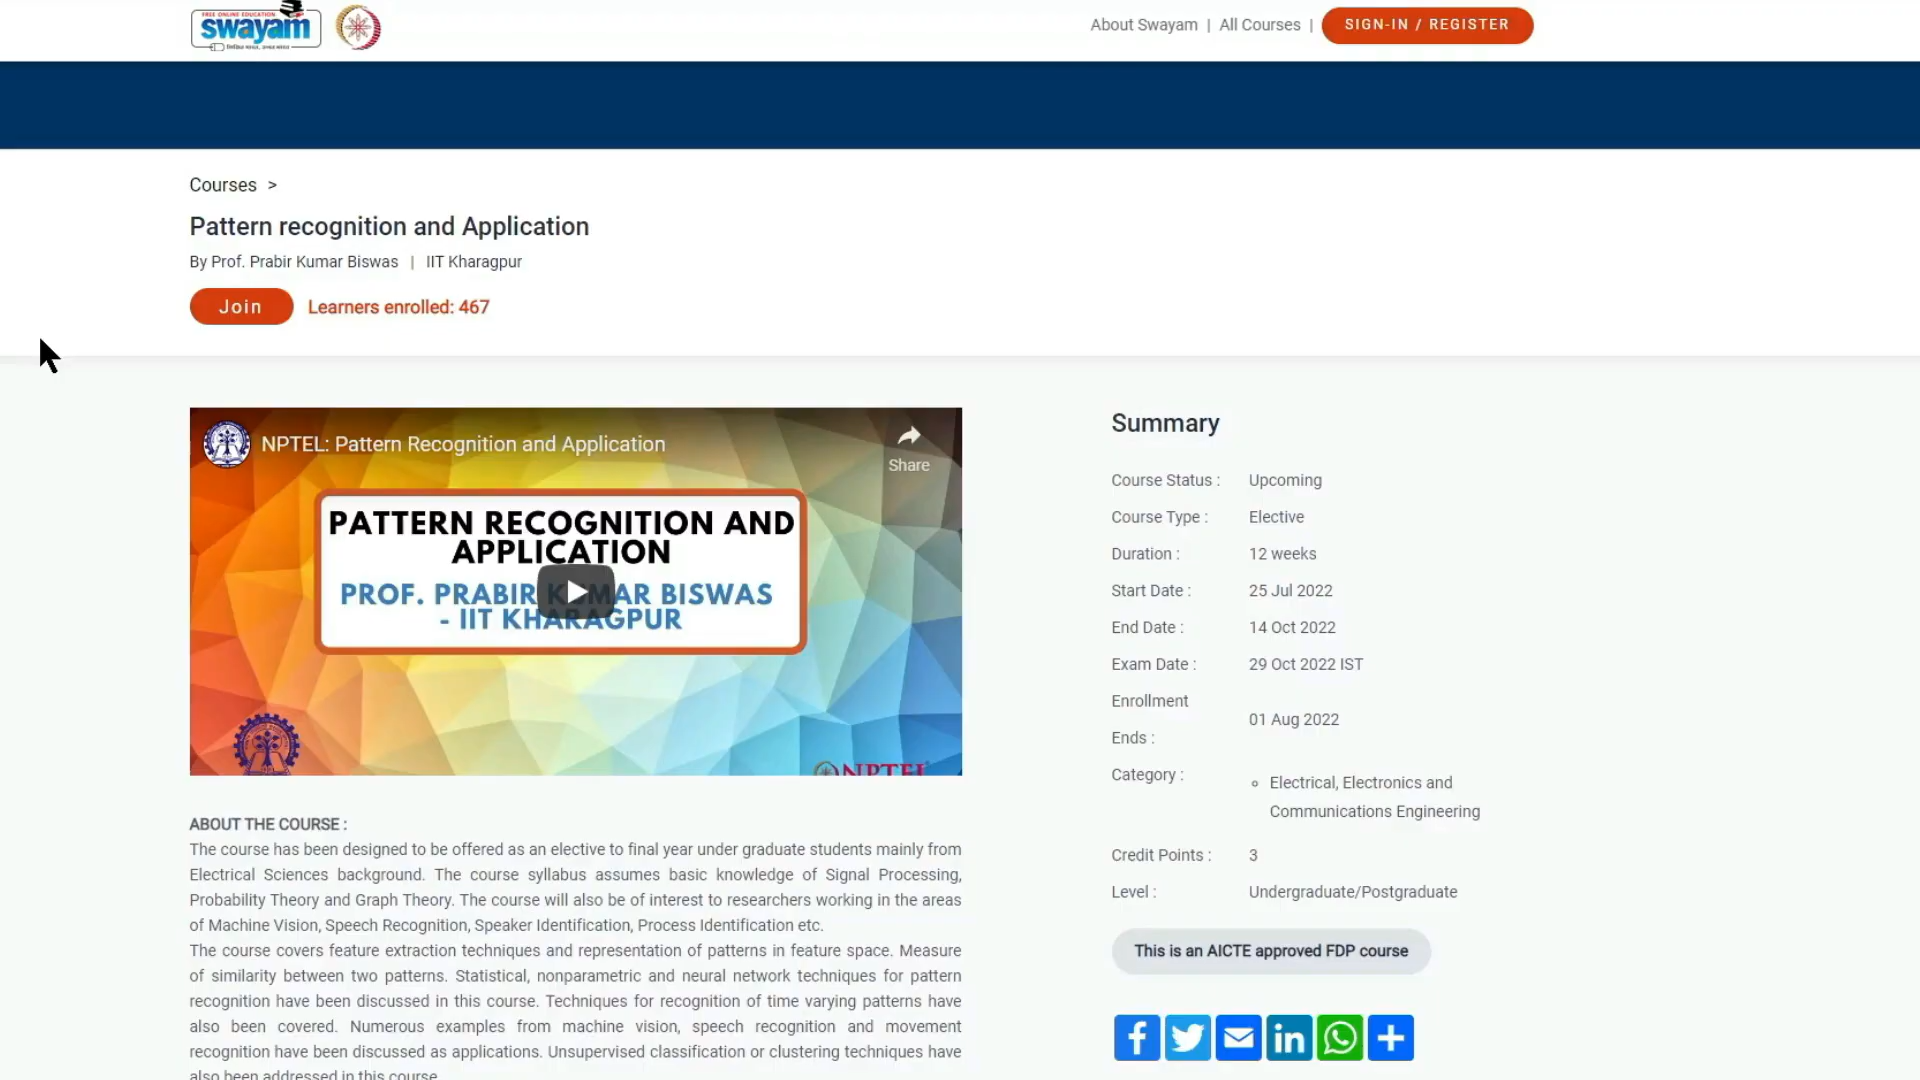 FREE ONLINE EDUCATION
swayam
About Swayam | All Courses | SIGN-IN / REGISTER
Courses >
Pattern recognition and Application
By Prof. Prabir Kumar Biswas | IIT Kharagpur
Join Learners enrolled: 467
NPTEL: Pattern Recognition and Application
Share
PATTERN RECOGNITION AND
APPLICATION
PROF. PRABIR KUMAR BISWAS
- IIT KHARAGPUR
NPTEL
ABOUT THE COURSE :
The course has been designed to be offered as an elective to final year under graduate students mainly from
Electrical Sciences background. The course syllabus assumes basic knowledge of Signal Processing,
Probability Theory and Graph Theory. The course will also be of interest to researchers working in the areas
of Machine Vision, Speech Recognition, Speaker Identification, Process Identification etc.
The course covers feature extraction techniques and representation of patterns in feature space. Measure
of similarity between two patterns. Statistical, nonparametric and neural network techniques for pattern
recognition have been discussed in this course. Techniques for recognition of time varying patterns have
also been covered. Numerous examples from machine vision, speech recognition and movement
recognition have been discussed as applications. Unsupervised classification or clustering techniques have
also been addressed in this course.
Summary
Course Status : Upcoming
Course Type : Elective
Duration : 12 weeks
Start Date : 25 Jul 2022
End Date : 14 Oct 2022
Exam Date : 29 Oct 2022 IST
Enrollment
Ends : 01 Aug 2022
Category : Electrical, Electronics and
Communications Engineering
Credit Points : 3
Level : Undergraduate/Postgraduate
This is an AICTE approved FDP course